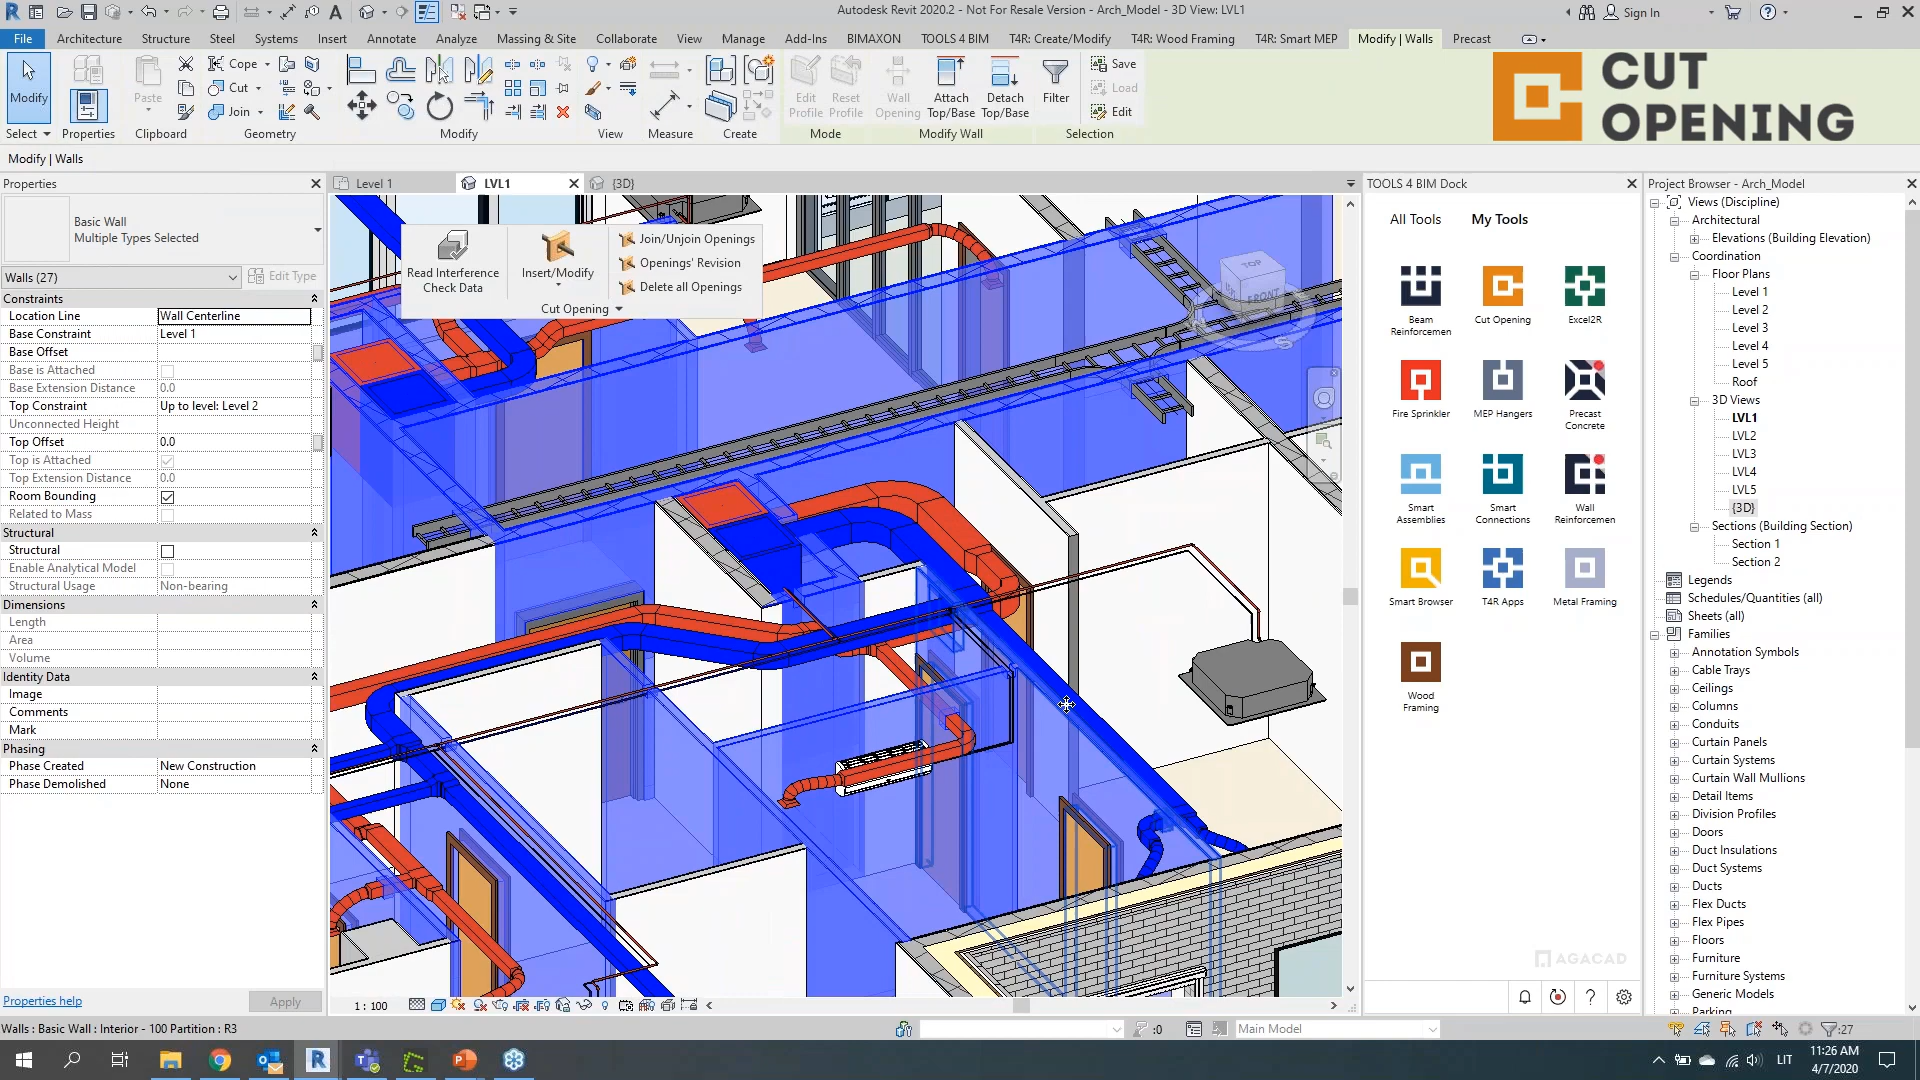 Autodesk Revit 2020.2 - Not For Resale Version - Arch_Model - 3D View: LVL1
Sign In
File Architecture Structure Steel Systems Insert Annotate Analyze Massing & Site Collaborate View Manage Add-Ins BIMAXON TOOLS 4 BIM T4R: Create/Modify T4R: Wood Framing T4R: Smart MEP Modify | Walls Precast
Modify
Paste
Cope
Cut
Join
Edit
Profile
Reset
Profile
Wall
Opening
Attach
Top/Base
Detach
Top/Base
Filter
Save
Load
Edit
Select Properties Clipboard Geometry Modify View Measure Create Mode Modify Wall Selection
CUT
OPENING
Modify | Walls
Properties
Basic Wall
Multiple Types Selected
Walls (27)
Edit Type
Constraints
Location Line Wall Centerline
Base Constraint Level 1
Base Offset
Base is Attached
Base Extension Distance 0.0
Top Constraint Up to level: Level 2
Unconnected Height
Top Offset 0.0
Top is Attached
Top Extension Distance 0.0
Room Bounding
Related to Mass
Structural
Structural
Enable Analytical Model
Structural Usage Non-bearing
Dimensions
Length
Area
Volume
Identity Data
Image
Comments
Mark
Phasing
Phase Created New Construction
Phase Demolished None
Properties help
Apply
Level 1
LVL1
{3D}
Read Interference
Check Data
Insert/Modify
Join/Unjoin Openings
Openings' Revision
Delete all Openings
Cut Opening
TOP
FRONT
S
1 : 100
TOOLS 4 BIM Dock
All Tools My Tools
Beam
Reinforcemen
Cut Opening
Excel2R
Fire Sprinkler
MEP Hangers
Precast
Concrete
Smart
Assemblies
Smart
Connections
Wall
Reinforcemen
Smart Browser
T4R Apps
Metal Framing
Wood
Framing
AGACAD
Project Browser - Arch_Model
Views (Discipline)
Architectural
Elevations (Building Elevation)
Coordination
Floor Plans
Level 1
Level 2
Level 3
Level 4
Level 5
Roof
3D Views
LVL1
LVL2
LVL3
LVL4
LVL5
{3D}
Sections (Building Section)
Section 1
Section 2
Legends
Schedules/Quantities (all)
Sheets (all)
Families
Annotation Symbols
Cable Trays
Ceilings
Columns
Conduits
Curtain Panels
Curtain Systems
Curtain Wall Mullions
Detail Items
Division Profiles
Doors
Duct Insulations
Duct Systems
Ducts
Flex Ducts
Flex Pipes
Floors
Furniture
Furniture Systems
Generic Models
Parking
Walls : Basic Wall : Interior - 100 Partition : R3
:0
Main Model
:27
LIT
11:26 AM
4/7/2020